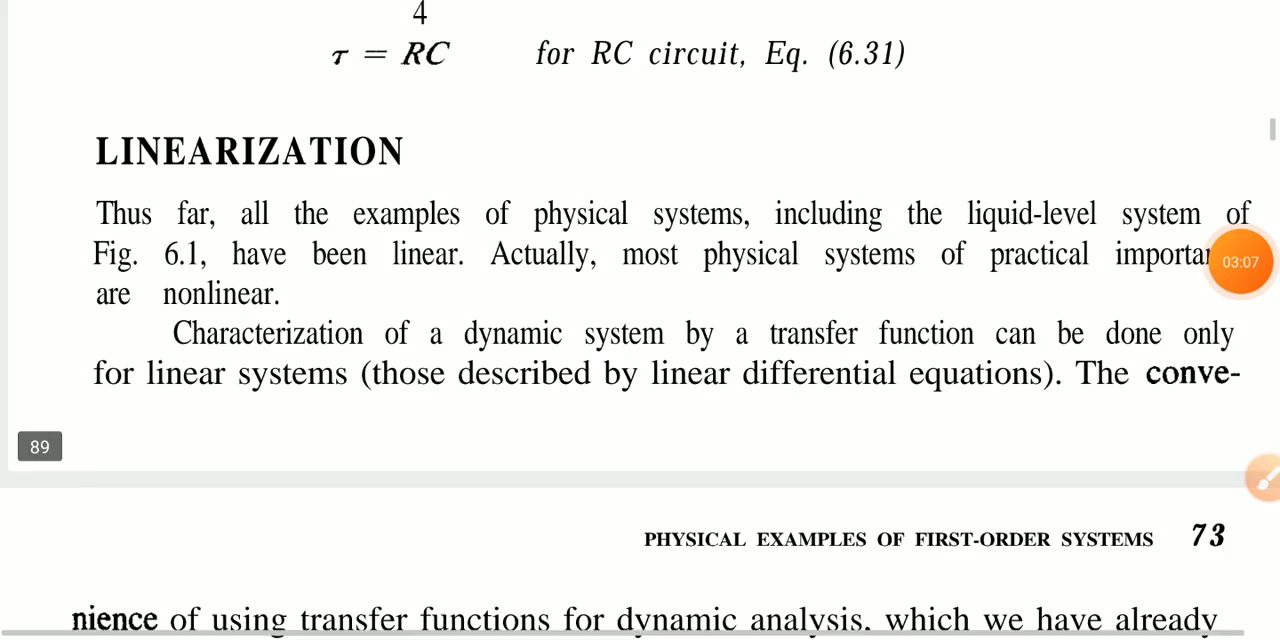 4
τ = RC for RC circuit, Eq. (6.31)
LINEARIZATION
Thus far, all the examples of physical systems, including the liquid-level system of
Fig. 6.1, have been linear. Actually, most physical systems of practical importan
03:07
are nonlinear.
Characterization of a dynamic system by a transfer function can be done only
for linear systems (those described by linear differential equations). The conve-
89
PHYSICAL EXAMPLES OF FIRST-ORDER SYSTEMS 73
nience of using transfer functions for dynamic analysis, which we have already